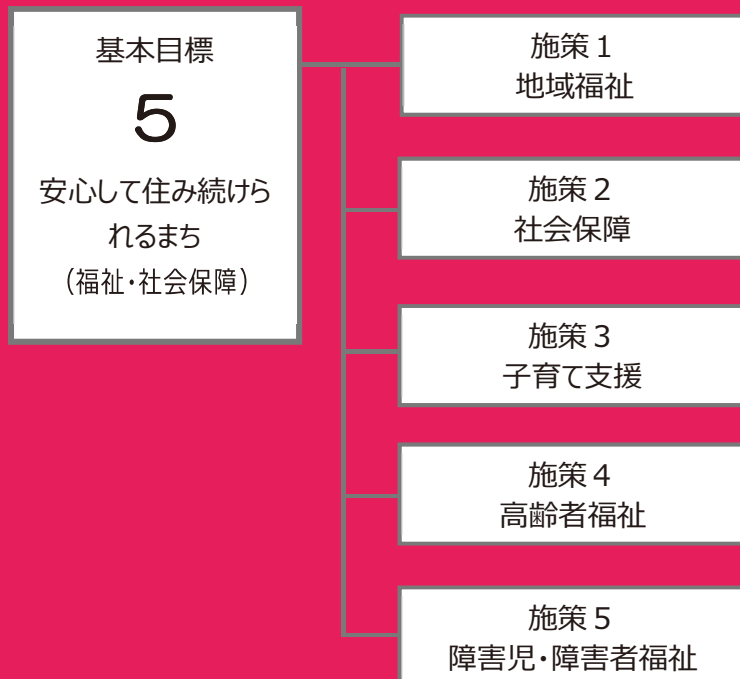 基本目標
5
安心して住み続けら
れるまち
（福祉・社会保障）
施策１
地域福祉
施策２
社会保障
施策３
子育て支援
施策４
高齢者福祉
施策５
障害児・障害者福祉